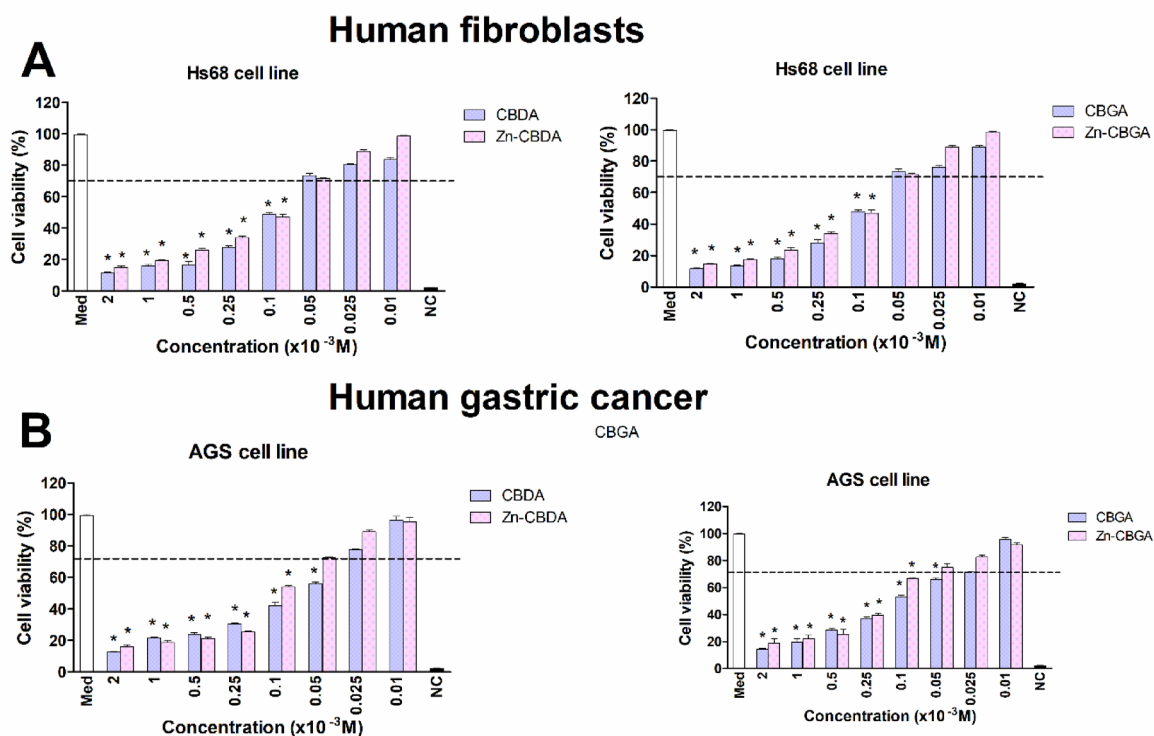 Human fibroblasts
A
Hs68 cell line
Cell viability (%)
120
100
80
60
40
20
0
* * * * * * * * * *
Med 2 1 0.5 0.25 0.1 0.05 0.025 0.01 NC
Concentration (x10 -3M)
CBDA
Zn-CBDA
Hs68 cell line
Cell viability (%)
120
100
80
60
40
20
0
* * * * * * * * * *
Med 2 1 0.5 0.25 0.1 0.05 0.025 0.01 NC
Concentration (x10 -3M)
CBGA
Zn-CBGA
Human gastric cancer
B
CBGA
AGS cell line
Cell viability (%)
120
100
80
60
40
20
0
* * * * * * * * * * *
Med 2 1 0.5 0.25 0.1 0.05 0.025 0.01 NC
Concentration (x10 -3M)
CBDA
Zn-CBDA
AGS cell line
Cell viability (%)
120
100
80
60
40
20
0
* * * * * * * * * * *
Med 2 1 0.5 0.25 0.1 0.05 0.025 0.01 NC
Concentration (x10 -3M)
CBGA
Zn-CBGA